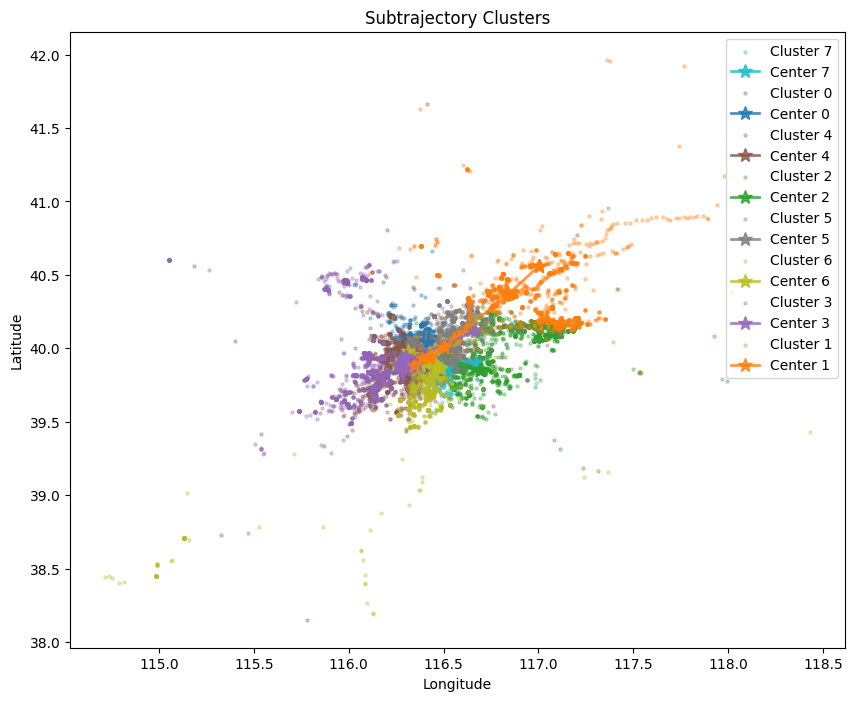 Subtrajectory Clusters
42.0
41.5
41.0
40.5
40.0
39.5
39.0
38.5
38.0
Latitude
115.0 115.5 116.0 116.5 117.0 117.5 118.0 118.5
Longitude
Cluster 7
Center 7
Cluster 0
Center 0
Cluster 4
Center 4
Cluster 2
Center 2
Cluster 5
Center 5
Cluster 6
Center 6
Cluster 3
Center 3
Cluster 1
Center 1